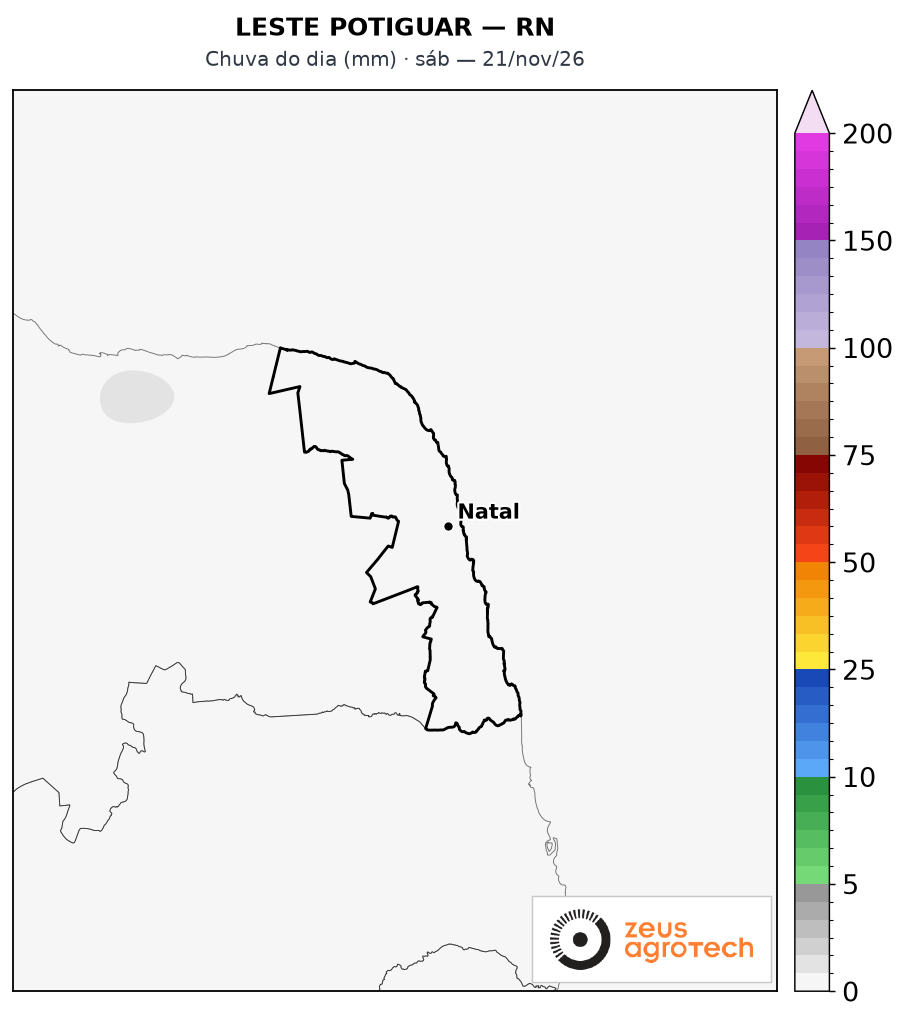 LESTE POTIGUAR — RN
Chuva do dia (mm) · sáb — 21/nov/26
200
150
100
75
50
25
10
5
0
Natal
zeus
agrotech